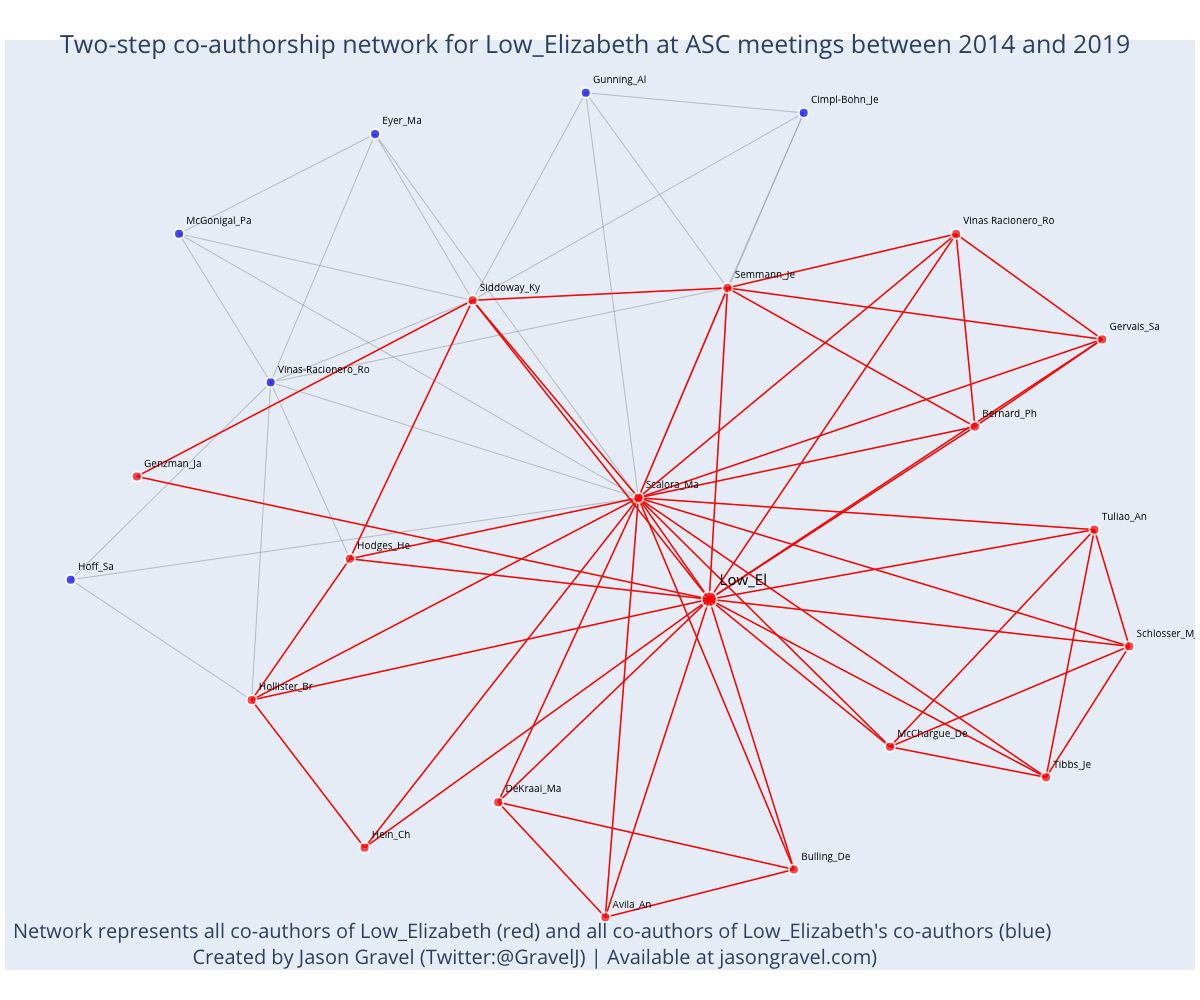 Two-step co-authorship network for Low_Elizabeth at ASC meetings between 2014 and 2019
Gunning_Al
Cimpl-Bohn_Je
Eyer_Ma
McGonigal_Pa
Vinas Racionero_Ro
Semmann_Je
Siddoway_Ky
Gervais_Sa
Vinas-Racionero_Ro
Bernard_Ph
Genzman_Ja
Scalora_Ma
Tuliao_An
Hodges_He
Hoff_Sa
Low_El
Schlosser_M
Hollister_Br
McChargue_De
Tibbs_Je
DeKraai_Ma
Hein_Ch
Bulling_De
Avila_An
Network represents all co-authors of Low_Elizabeth (red) and all co-authors of Low_Elizabeth's co-authors (blue)
Created by Jason Gravel (Twitter:@GravelJ) | Available at jasongravel.com)